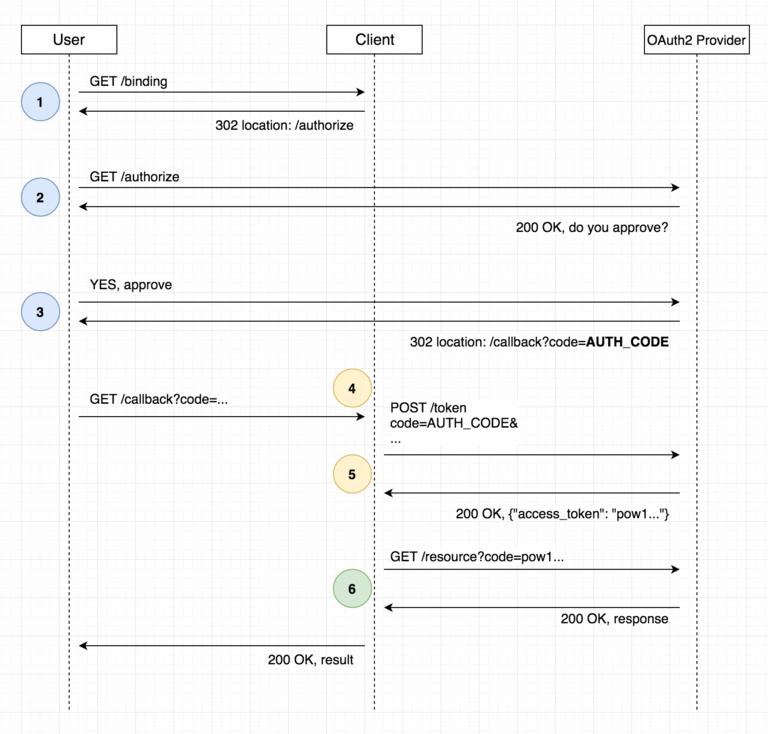 User
Client
OAuth2 Provider
GET /binding
1
302 location: /authorize
GET /authorize
2
200 OK, do you approve?
YES, approve
3
302 location: /callback?code=AUTH_CODE
4
GET /callback?code=...
POST /token
code=AUTH_CODE&
...
5
200 OK, {"access_token": "pow1..."}
GET /resource?code=pow1...
6
200 OK, response
200 OK, result